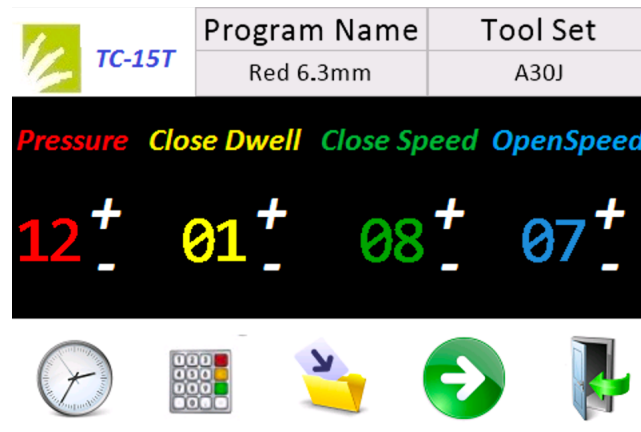 TC-15T
Program Name Tool Set
Red 6.3mm A30J
Pressure Close Dwell Close Speed OpenSpeed
12 + - 01 + - 08 + - 07 + -